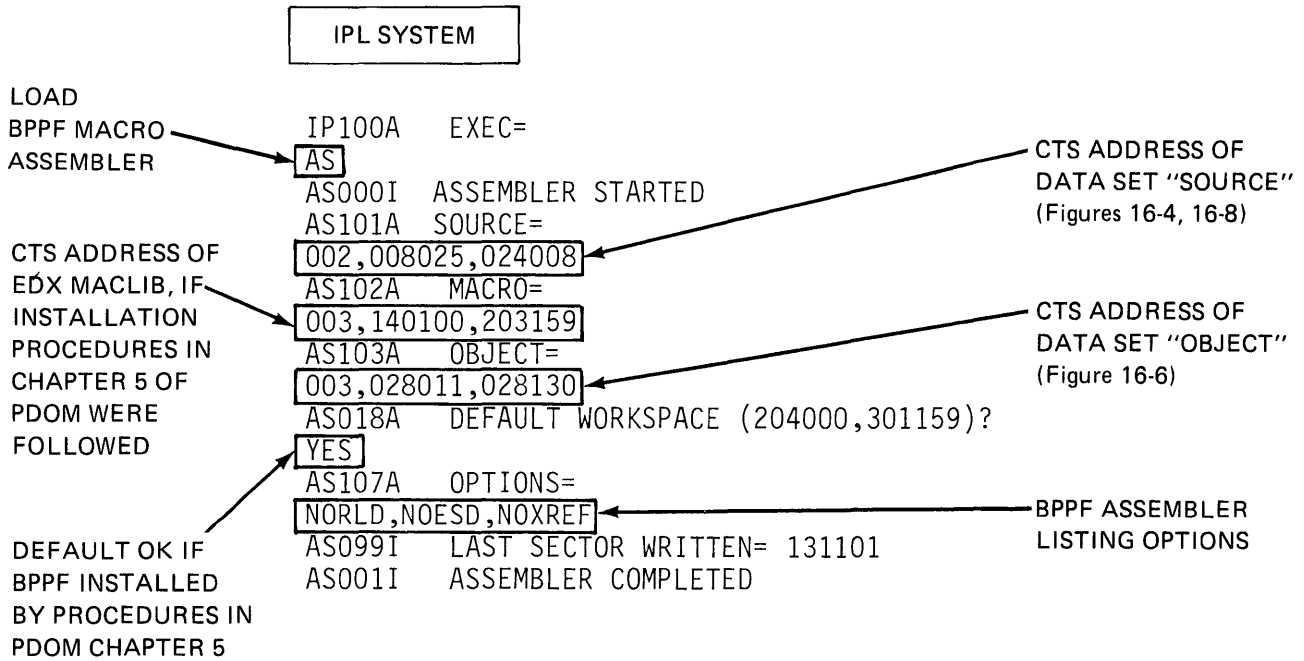 IPL SYSTEM
LOAD
BPPF MACRO
ASSEMBLER
IP100A EXEC=
AS
AS000I ASSEMBLER STARTED
AS101A SOURCE=
002,008025,024008
AS102A MACRO=
003,140100,203159
AS103A OBJECT=
003,028011,028130
AS018A DEFAULT WORKSPACE (204000,301159)?
YES
AS107A OPTIONS=
NORLD,NOESD,NOXREF
AS099I LAST SECTOR WRITTEN= 131101
AS001I ASSEMBLER COMPLETED
CTS ADDRESS OF
EDX MACLIB, IF
INSTALLATION
PROCEDURES IN
CHAPTER 5 OF
PDOM WERE
FOLLOWED
DEFAULT OK IF
BPPF INSTALLED
BY PROCEDURES IN
PDOM CHAPTER 5
CTS ADDRESS OF
DATA SET "SOURCE"
(Figures 16-4, 16-8)
CTS ADDRESS OF
DATA SET "OBJECT"
(Figure 16-6)
BPPF ASSEMBLER
LISTING OPTIONS